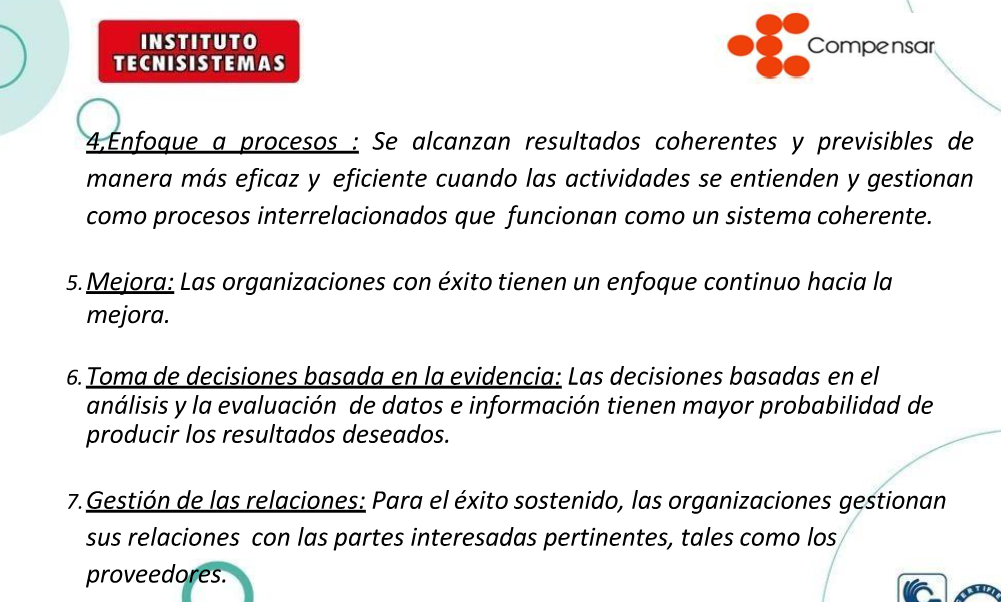 INSTITUTO
TECNISISTEMAS
Compensar
4,Enfoque a procesos : Se alcanzan resultados coherentes y previsibles de
manera más eficaz y eficiente cuando las actividades se entienden y gestionan
como procesos interrelacionados que funcionan como un sistema coherente.
5. Mejora: Las organizaciones con éxito tienen un enfoque continuo hacia la
mejora.
6. Toma de decisiones basada en la evidencia: Las decisiones basadas en el
análisis y la evaluación de datos e información tienen mayor probabilidad de
producir los resultados deseados.
7. Gestión de las relaciones: Para el éxito sostenido, las organizaciones gestionan
sus relaciones con las partes interesadas pertinentes, tales como los
proveedores.